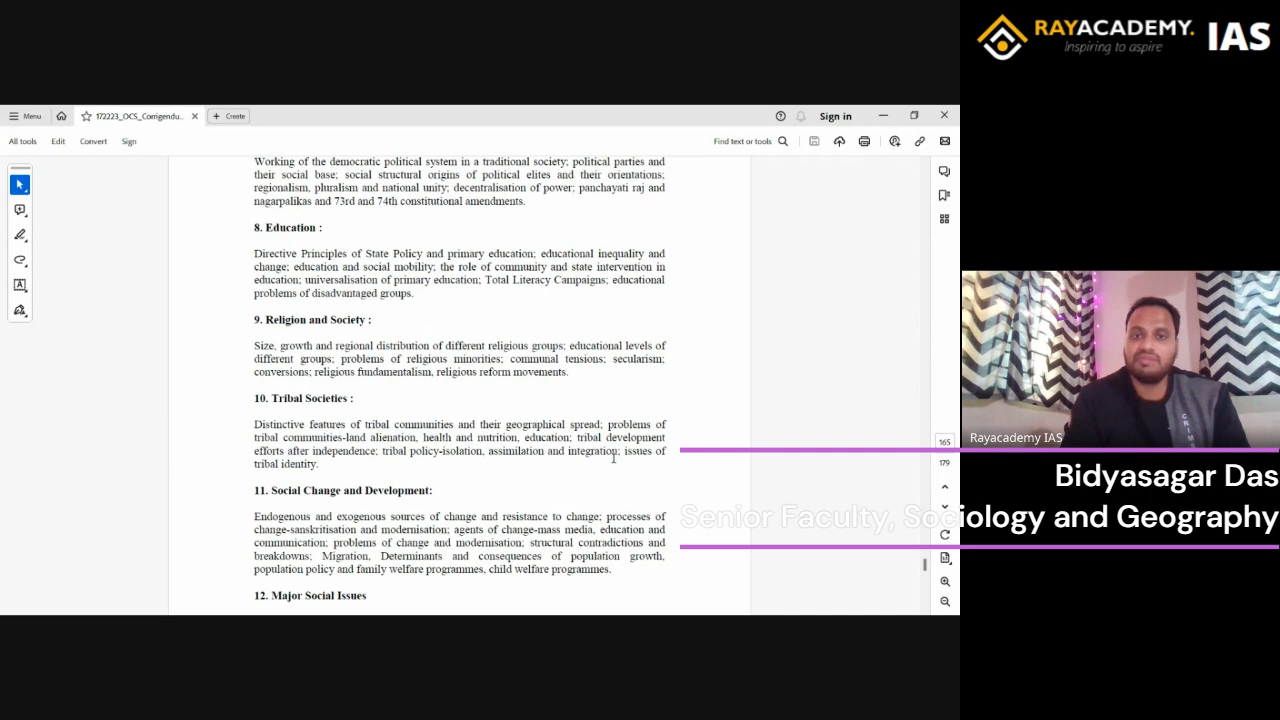 RAYACADEMY. IAS
Inspiring to aspire
Menu
172223_OCS_Corrigendu...
Create
Sign in
All tools
Edit
Convert
Sign
Find text or tools
Working of the democratic political system in a traditional society; political parties and
their social base; social structural origins of political elites and their orientations;
regionalism, pluralism and national unity; decentralisation of power; panchayati raj and
nagarpalikas and 73rd and 74th constitutional amendments.
8. Education :
Directive Principles of State Policy and primary education; educational inequality and
change; education and social mobility; the role of community and state intervention in
education; universalisation of primary education; Total Literacy Campaigns; educational
problems of disadvantaged groups.
9. Religion and Society :
Size, growth and regional distribution of different religious groups; educational levels of
different groups; problems of religious minorities; communal tensions; secularism;
conversions; religious fundamentalism, religious reform movements.
10. Tribal Societies :
Distinctive features of tribal communities and their geographical spread; problems of
tribal communities-land alienation, health and nutrition, education; tribal development
efforts after independence; tribal policy-isolation, assimilation and integration; issues of
tribal identity.
11. Social Change and Development:
Endogenous and exogenous sources of change and resistance to change; processes of
change-sanskritisation and modernisation; agents of change-mass media, education and
communication; problems of change and modernisation; structural contradictions and
breakdowns; Migration, Determinants and consequences of population growth,
population policy and family welfare programmes, child welfare programmes.
12. Major Social Issues
165
179
CRIME
Rayacademy IAS
Bidyasagar Das
Senior Faculty, Sociology and Geography